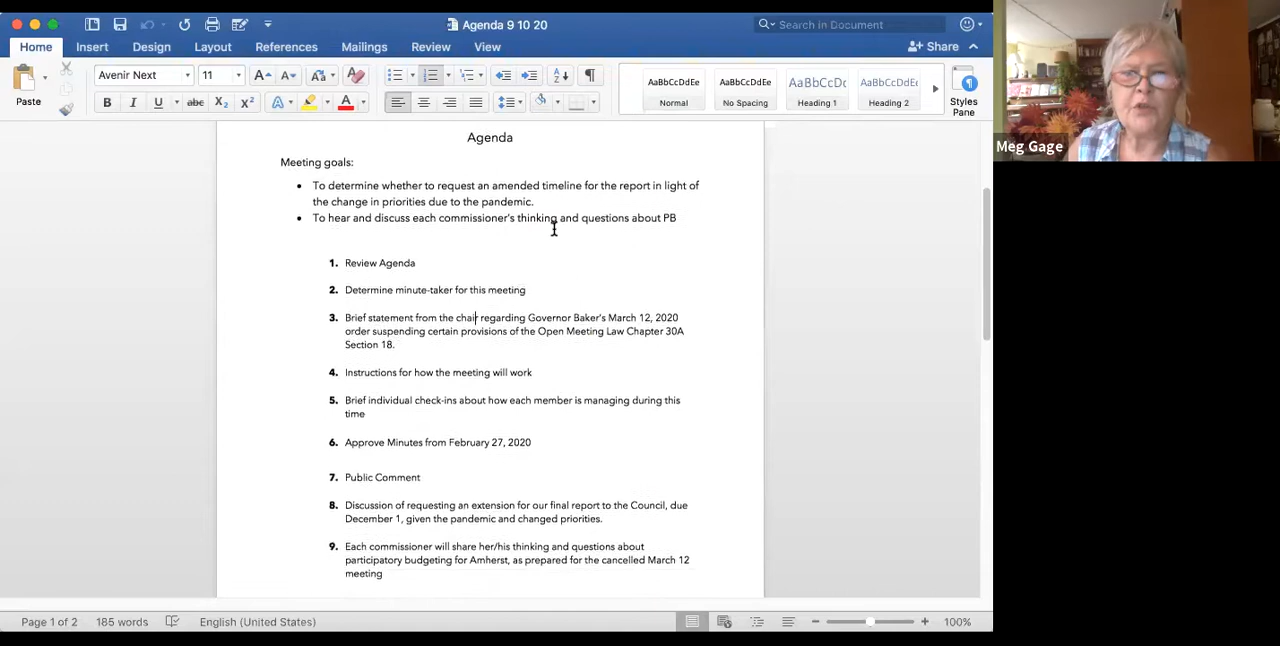 Agenda 9 10 20
Search in Document
Home Insert Design Layout References Mailings Review View
Share
Paste
Avenir Next 11
AaBbCcDdEe AaBbCcDdEe AaBbCcDc AaBbCcDdEe
Normal No Spacing Heading 1 Heading 2
Styles
Pane
Meg Gage
Agenda
Meeting goals:
• To determine whether to request an amended timeline for the report in light of
the change in priorities due to the pandemic.
• To hear and discuss each commissioner's thinking and questions about PB
1. Review Agenda
2. Determine minute-taker for this meeting
3. Brief statement from the chair regarding Governor Baker's March 12, 2020
order suspending certain provisions of the Open Meeting Law Chapter 30A
Section 18.
4. Instructions for how the meeting will work
5. Brief individual check-ins about how each member is managing during this
time
6. Approve Minutes from February 27, 2020
7. Public Comment
8. Discussion of requesting an extension for our final report to the Council, due
December 1, given the pandemic and changed priorities.
9. Each commissioner will share her/his thinking and questions about
participatory budgeting for Amherst, as prepared for the cancelled March 12
meeting
Page 1 of 2 185 words English (United States) 100%